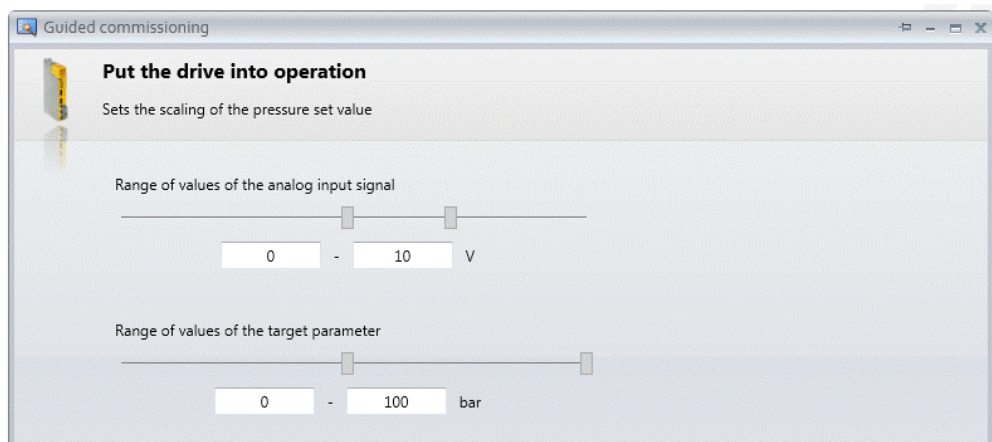 Guided commissioning
Put the drive into operation
Sets the scaling of the pressure set value
Range of values of the analog input signal
0 - 10 V
Range of values of the target parameter
0 - 100 bar